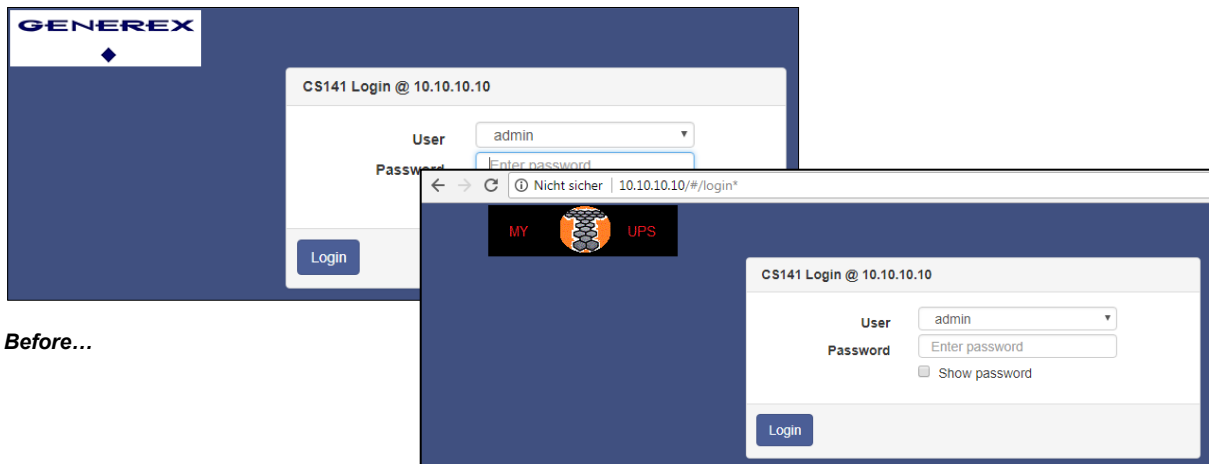 GENEREX
CS141 Login @ 10.10.10.10
User admin
Password Enter password
Login
Before…
Nicht sicher | 10.10.10.10/#/login*
MY UPS
CS141 Login @ 10.10.10.10
User admin
Password Enter password
Show password
Login